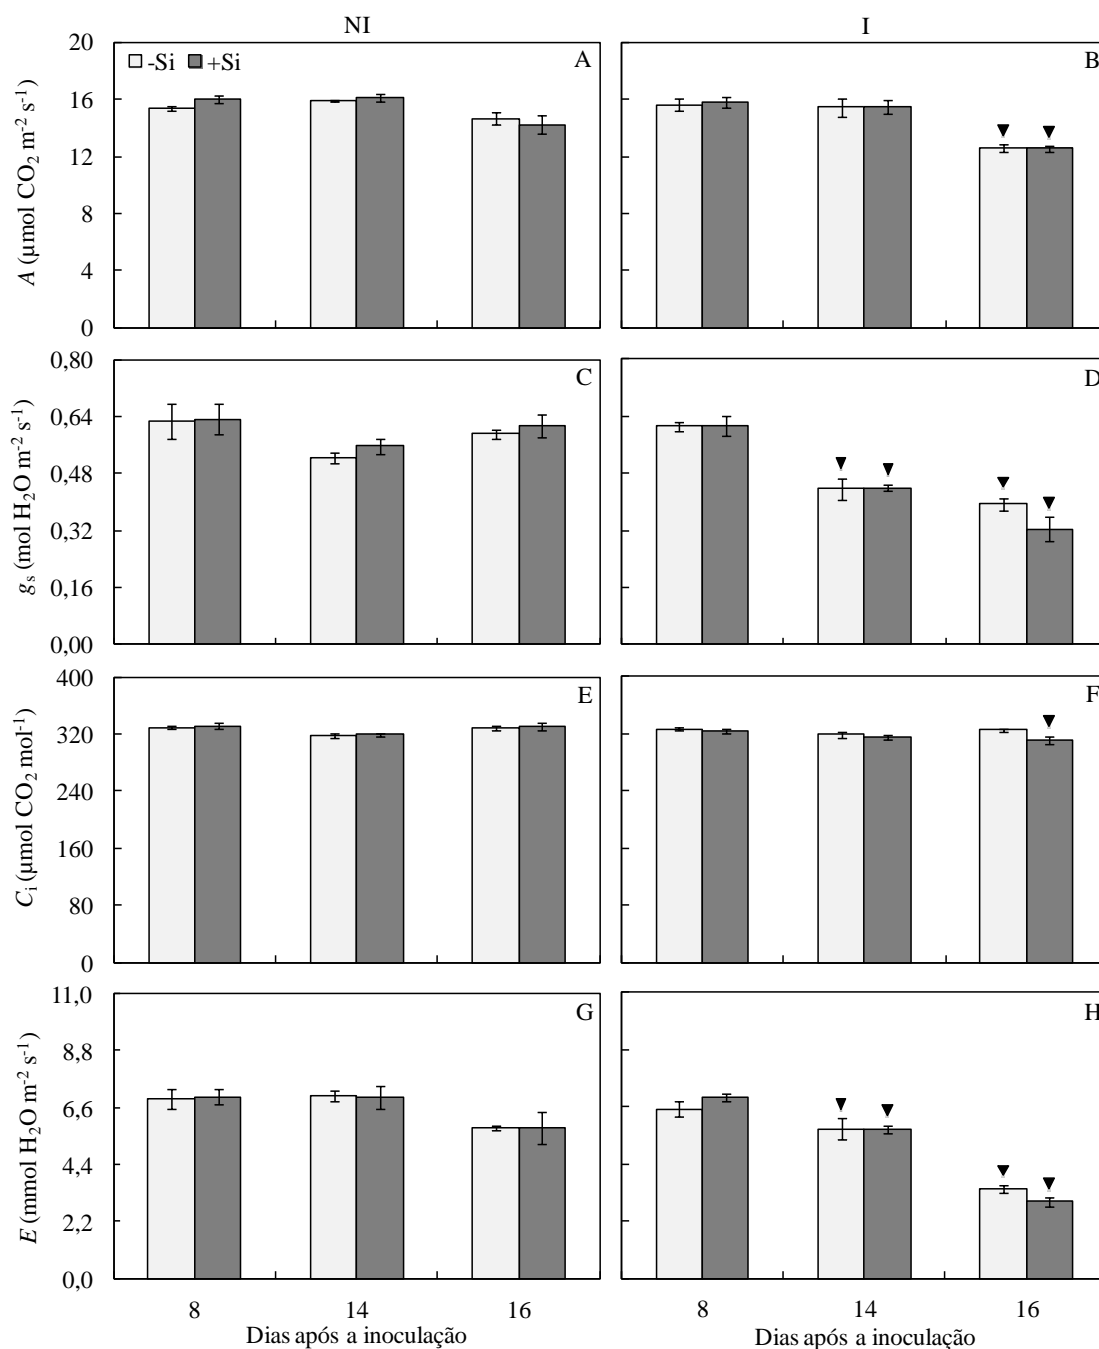 NI
I
-Si +Si
A
B
20
16
12
8
4
0
A (µmol CO2 m-2 s-1)
C
D
0,80
0,64
0,48
0,32
0,16
0,00
gs (mol H2O m-2 s-1)
E
F
400
320
240
160
80
0
Ci (µmol CO2 mol-1)
G
H
11,0
8,8
6,6
4,4
2,2
0,0
E (mmol H2O m-2 s-1)
8 14 16
8 14 16
Dias após a inoculação
Dias após a inoculação